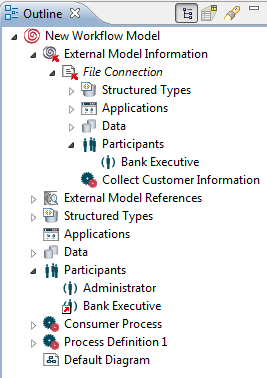 Outline
New Workflow Model
External Model Information
File Connection
Structured Types
Applications
Data
Participants
Bank Executive
Collect Customer Information
External Model References
Structured Types
Applications
Data
Participants
Administrator
Bank Executive
Consumer Process
Process Definition 1
Default Diagram